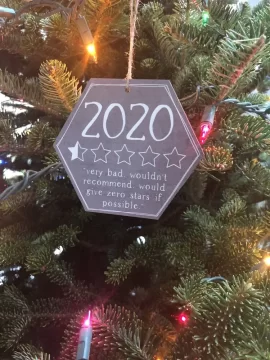 2020
"very bad, wouldn't
recommend. would
give zero stars if
possible."